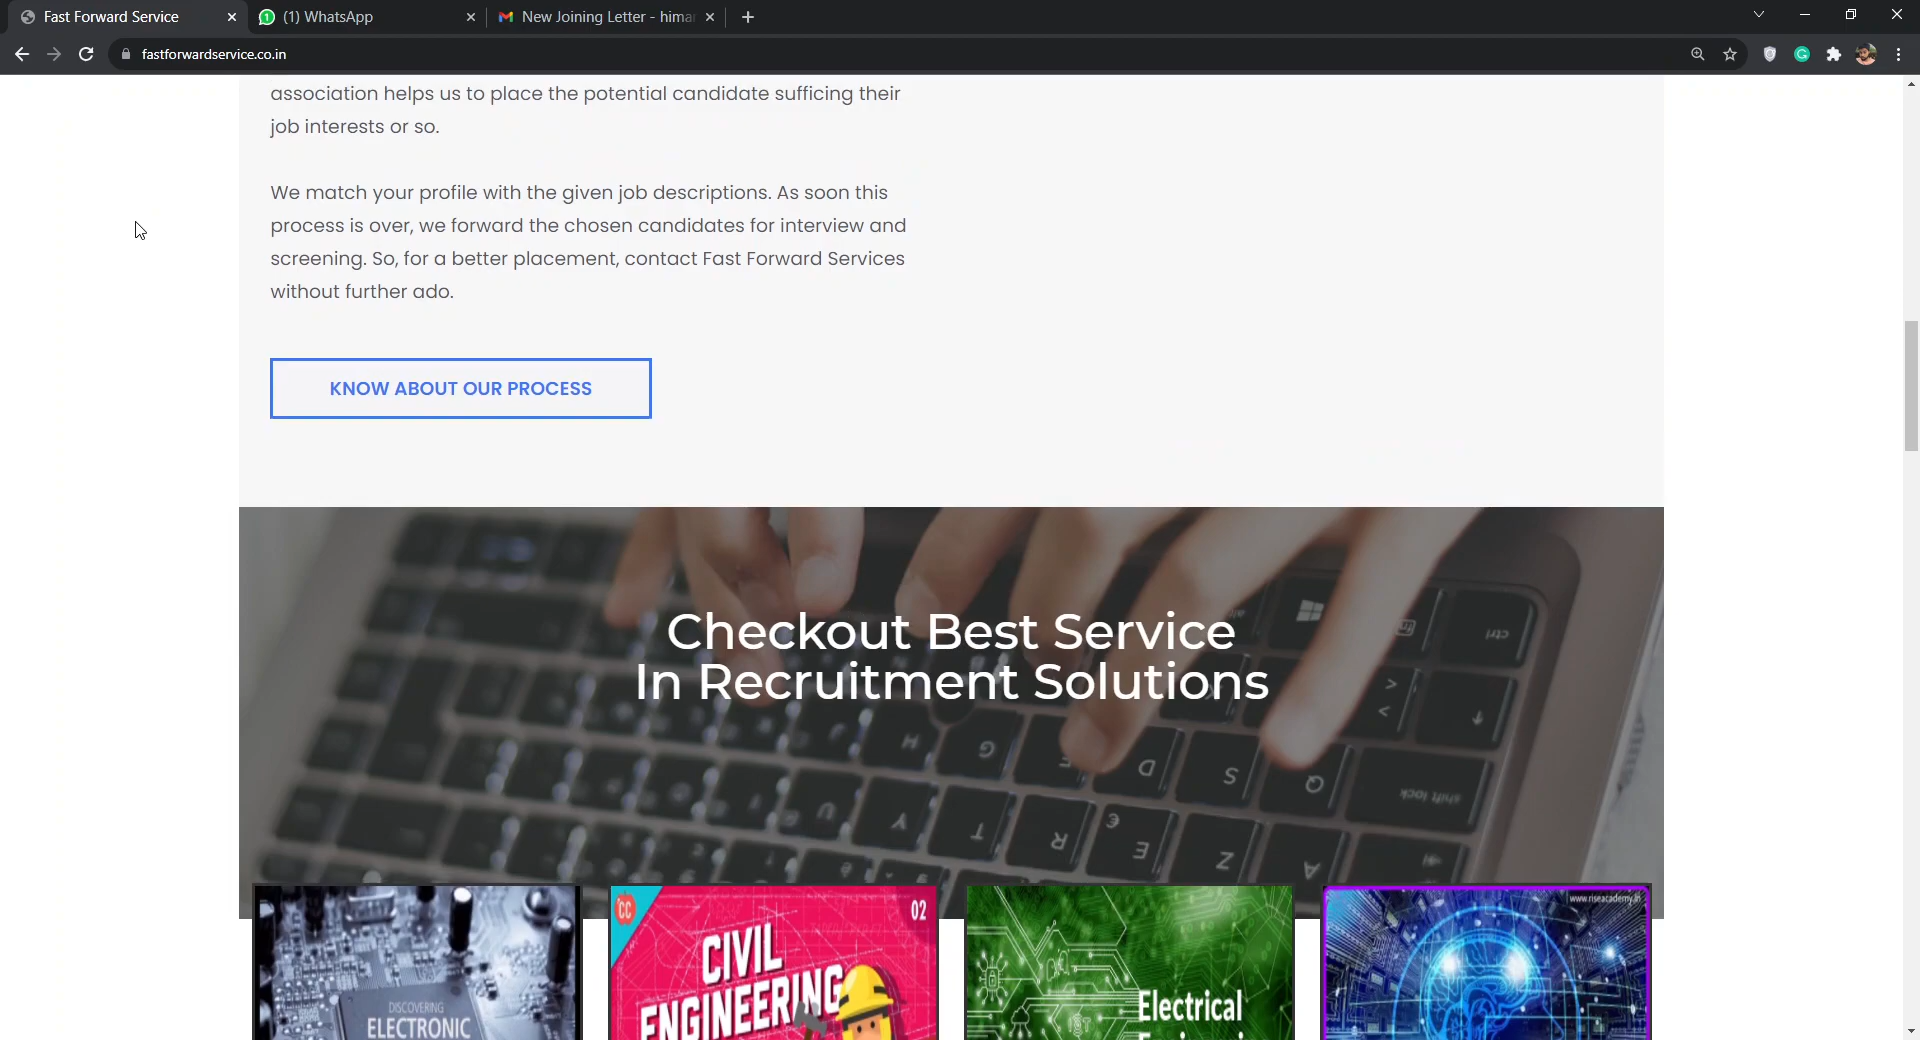 Fast Forward Service
(1) WhatsApp
New Joining Letter - himar
fastforwardservice.co.in
association helps us to place the potential candidate sufficing their
job interests or so.
We match your profile with the given job descriptions. As soon this
process is over, we forward the chosen candidates for interview and
screening. So, for a better placement, contact Fast Forward Services
without further ado.
KNOW ABOUT OUR PROCESS
Checkout Best Service
In Recruitment Solutions
DISCOVERING
ELECTRONIC
CC
02
CIVIL
ENGINEERING
Electrical
www.riseacademy.in